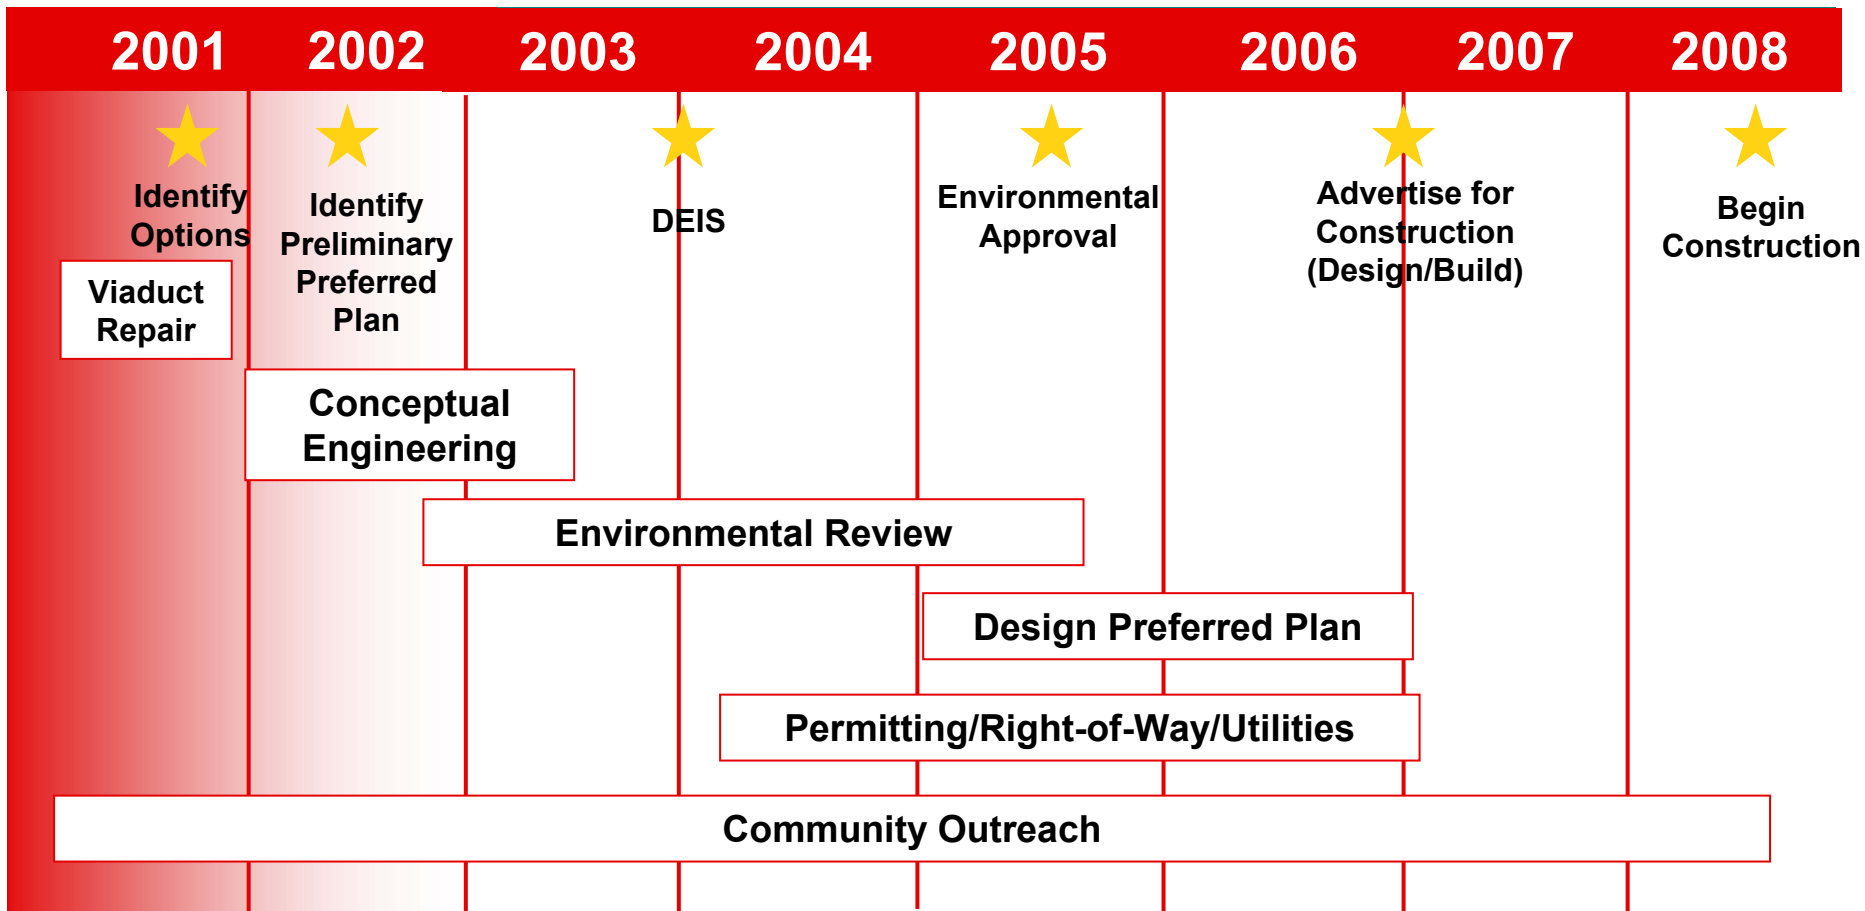 2001 2002 2003 2004 2005 2006 2007 2008
Identify
Options
Identify
Preliminary
Preferred
Plan
DEIS
Environmental
Approval
Advertise for
Construction
(Design/Build)
Begin
Construction
Viaduct
Repair
Conceptual
Engineering
Environmental Review
Design Preferred Plan
Permitting/Right-of-Way/Utilities
Community Outreach